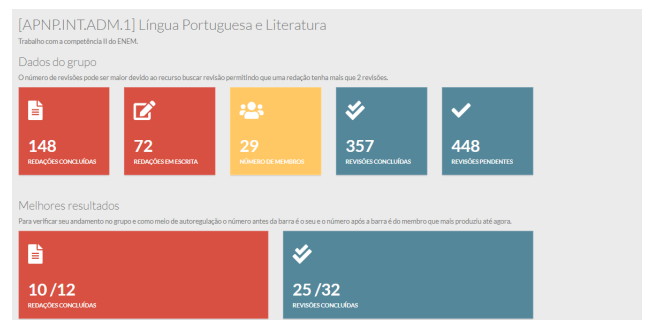 [APNP.INT.ADM.1] Língua Portuguesa e Literatura
Trabalho com a competência II do ENEM.
Dados do grupo
O número de revisões pode ser maior devido ao recurso buscar revisão permitindo que uma redação tenha mais que 2 revisões.
148
REDAÇÕES CONCLUÍDAS
72
REDAÇÕES EM ESCRITA
29
NÚMERO DE MEMBROS
357
REVISÕES CONCLUÍDAS
448
REVISÕES PENDENTES
Melhores resultados
Para verificar seu andamento no grupo e como meio de autoregulação o número antes da barra é o seu e o número após a barra é do membro que mais produziu até agora.
10 /12
REDAÇÕES CONCLUÍDAS
25 /32
REVISÕES CONCLUÍDAS